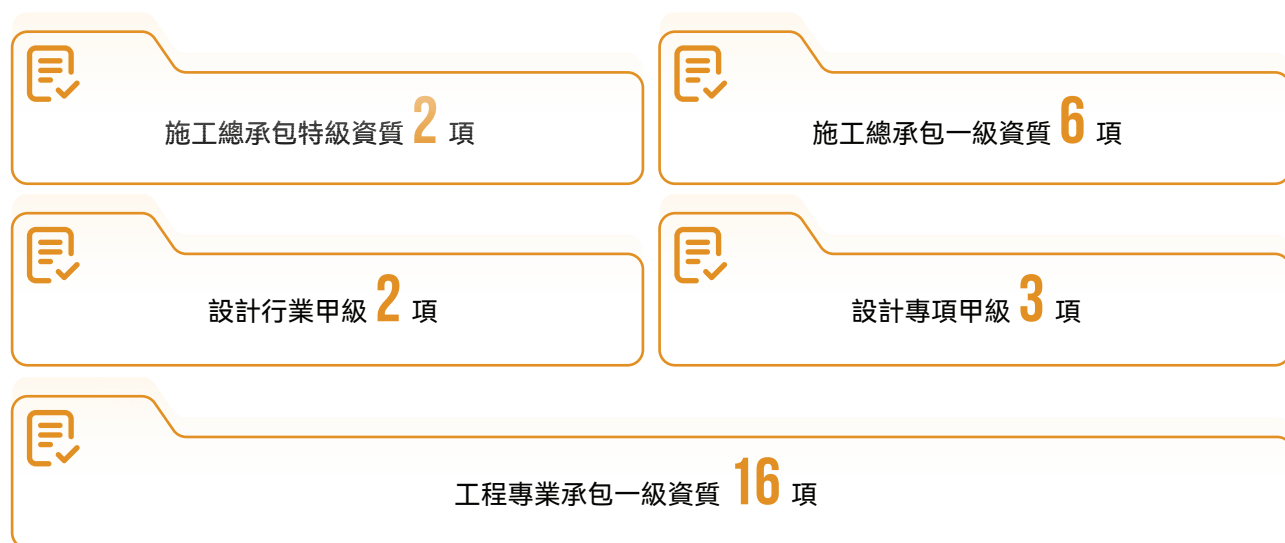 施工總承包特級資質 2 項
施工總承包一級資質 6 項
設計行業甲級 2 項
設計專項甲級 3 項
工程專業承包一級資質 16 項